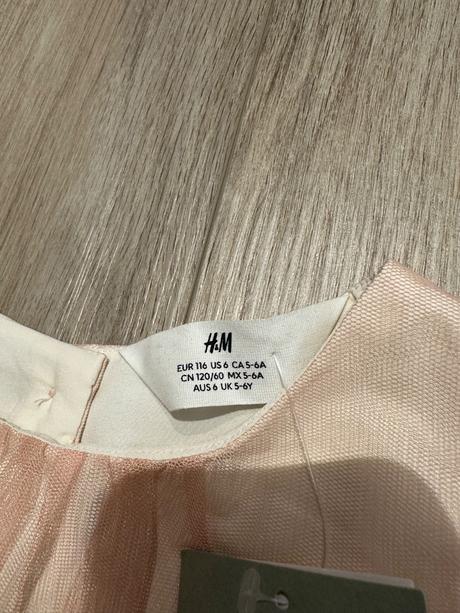 H&M
EUR 116 US 6 CA 5-6A
CN 120/60 MX 5-6A
AUS 6 UK 5-6Y